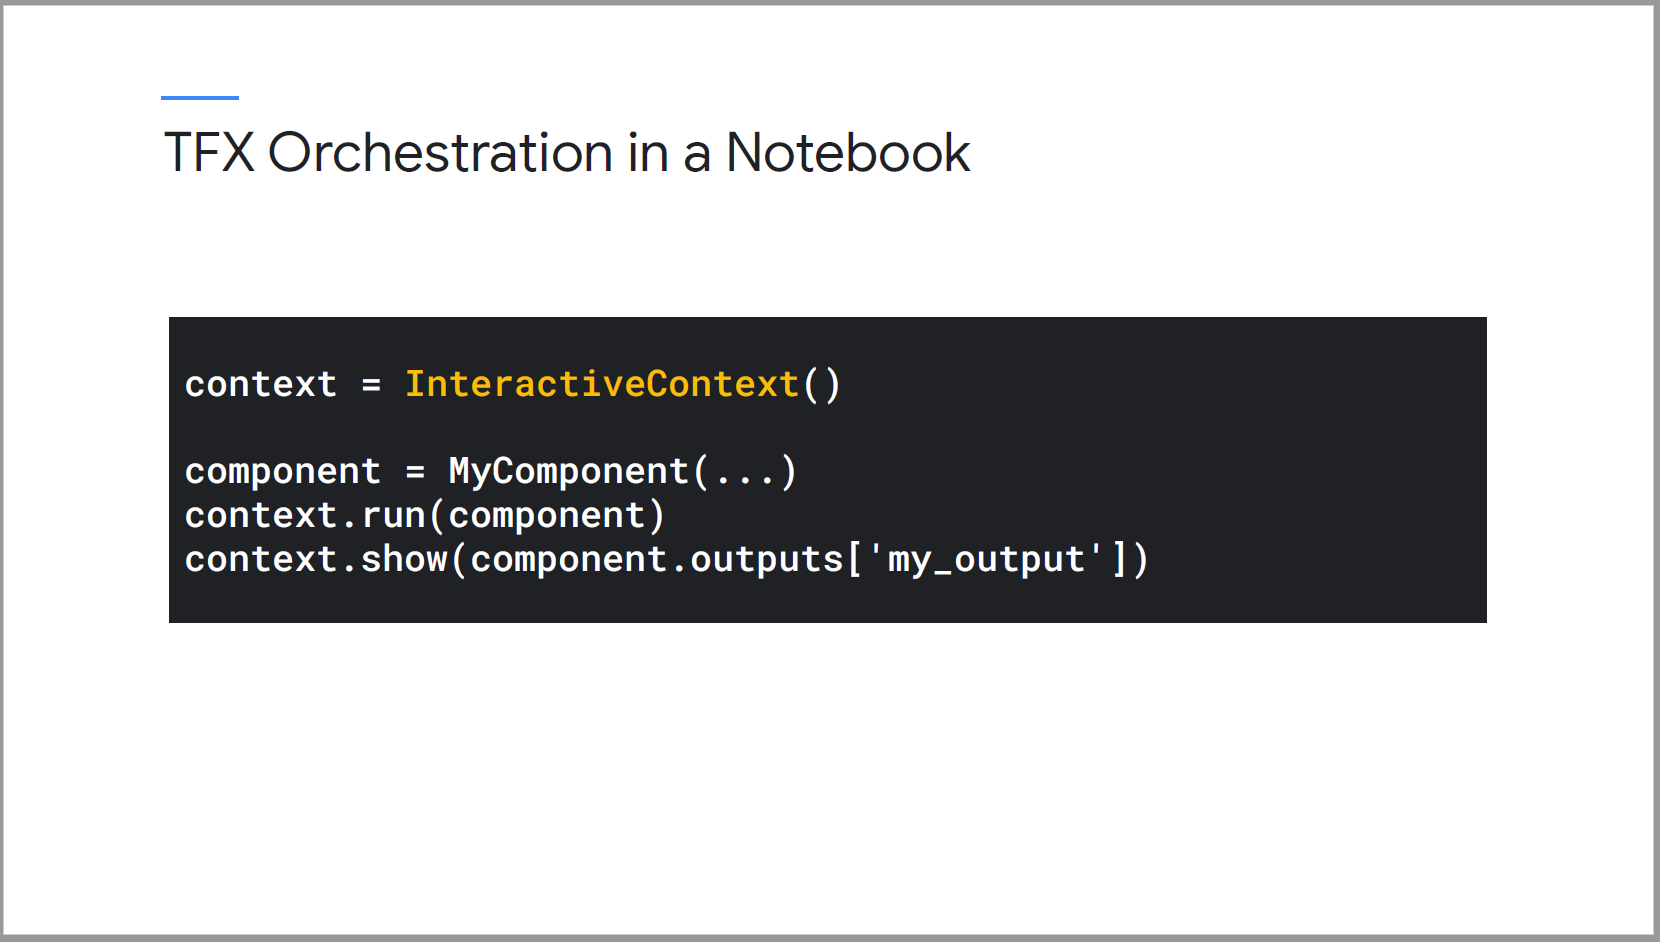 TFX Orchestration in a Notebook
context = InteractiveContext()
component = MyComponent(...)
context.run(component)
context.show(component.outputs['my_output'])